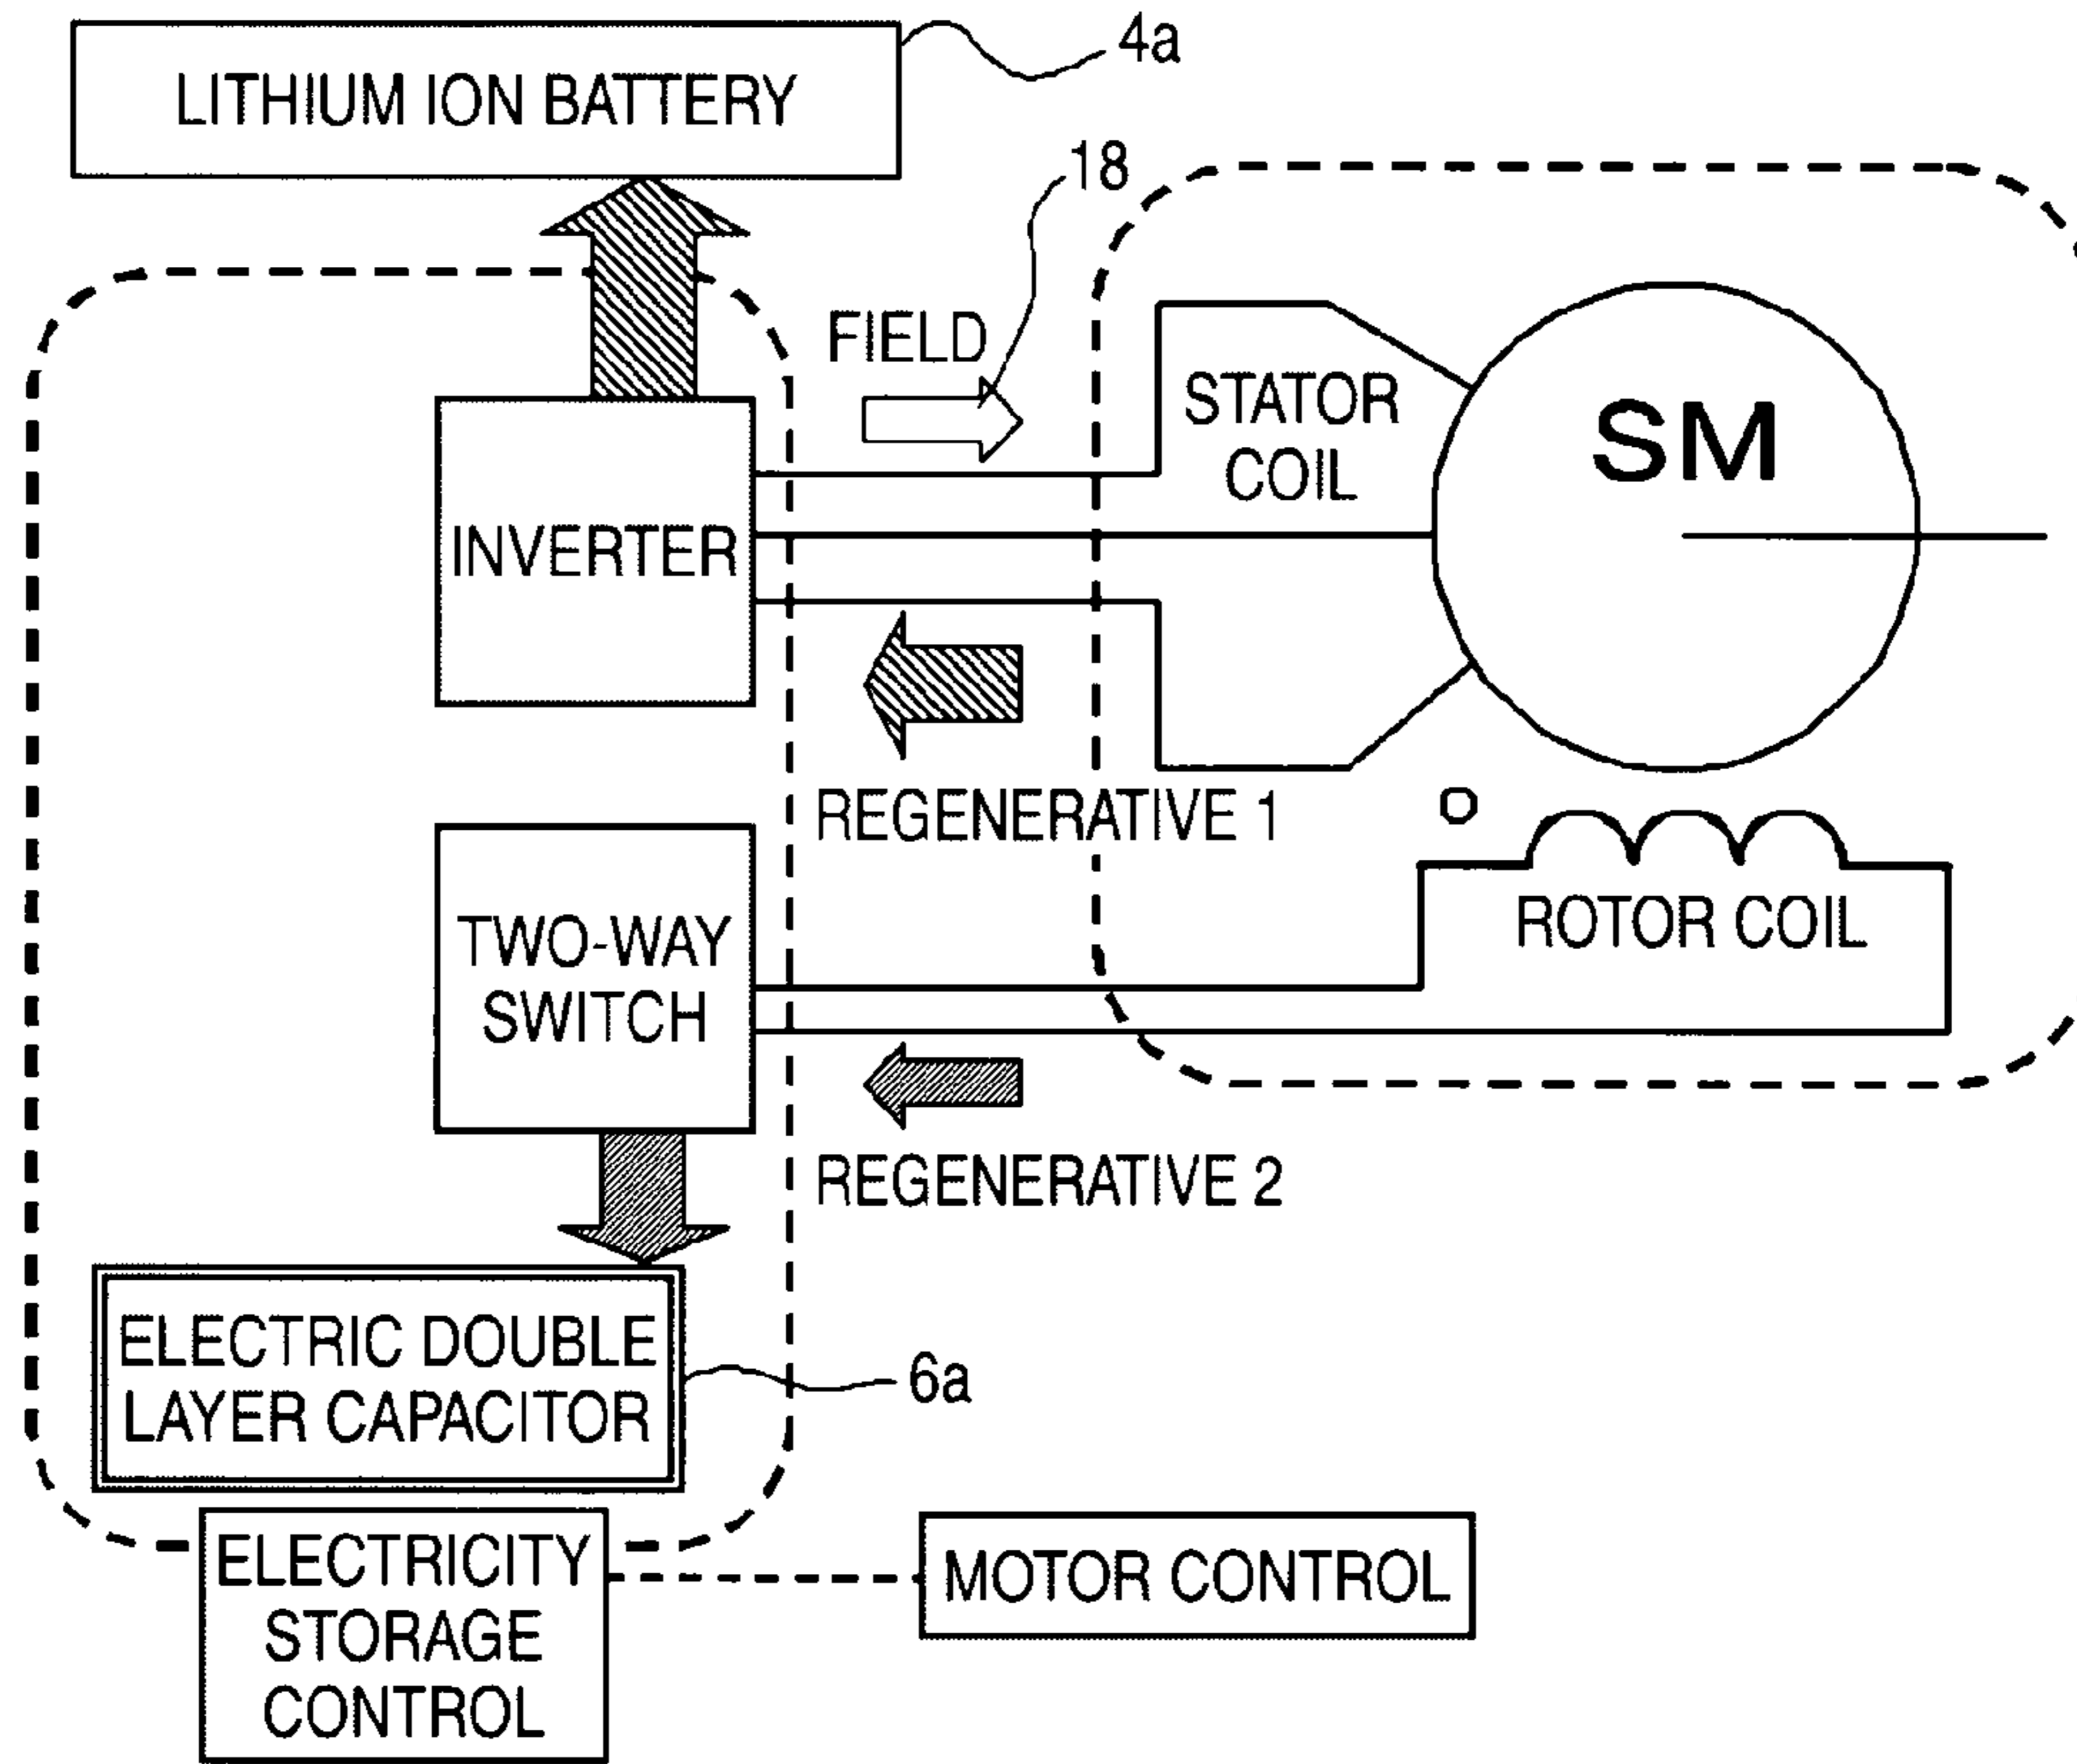 4a
LITHIUM ION BATTERY
18
FIELD
STATOR
COIL
SM
INVERTER
REGENERATIVE 1
ROTOR COIL
TWO-WAY
SWITCH
REGENERATIVE 2
ELECTRIC DOUBLE
LAYER CAPACITOR
6a
ELECTRICITY
STORAGE
CONTROL
MOTOR CONTROL